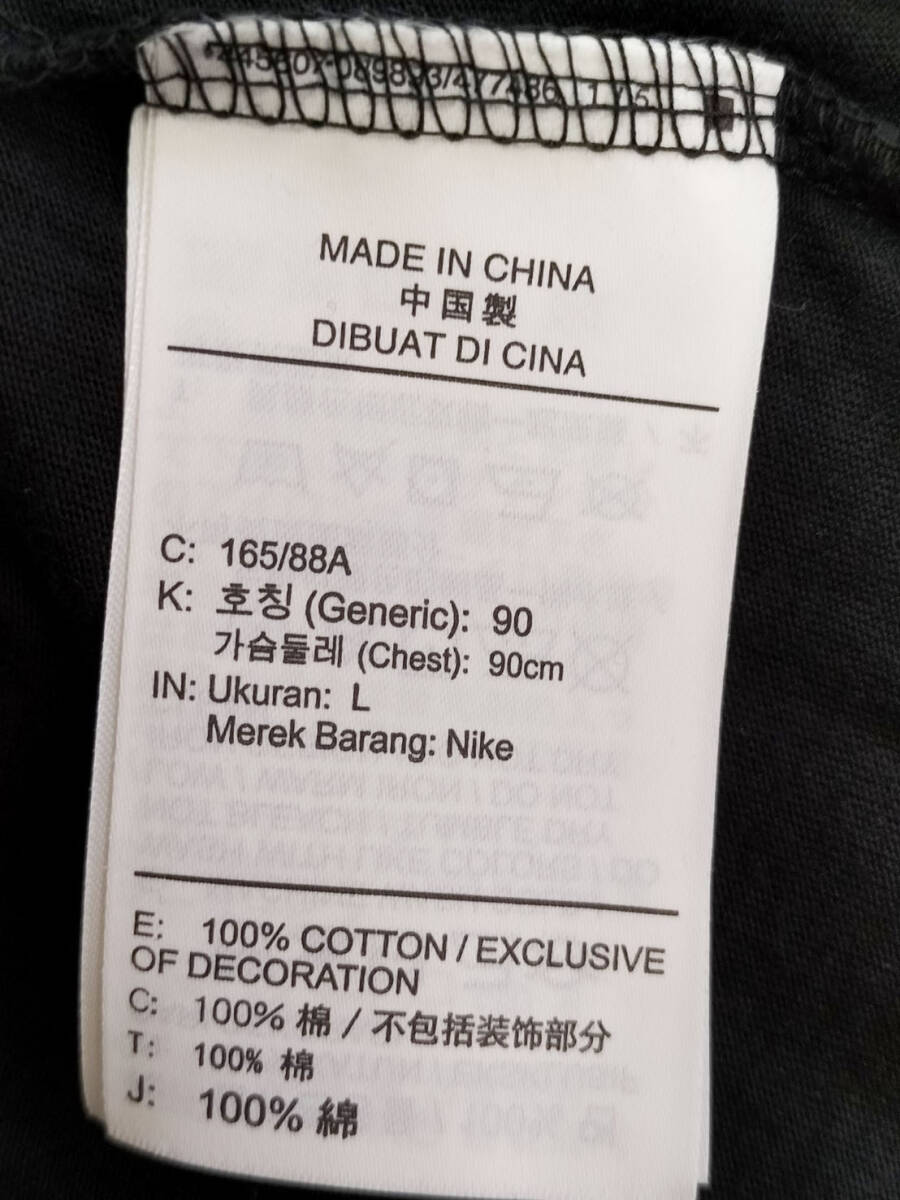 MADE IN CHINA
中国製
DIBUAT DI CINA
C: 165/88A
K: 호칭 (Generic): 90
가슴둘레 (Chest): 90cm
IN: Ukuran: L
Merek Barang: Nike
E: 100% COTTON / EXCLUSIVE
OF DECORATION
C: 100% 棉 / 不包括装饰部分
T: 100% 棉
J: 100% 綿